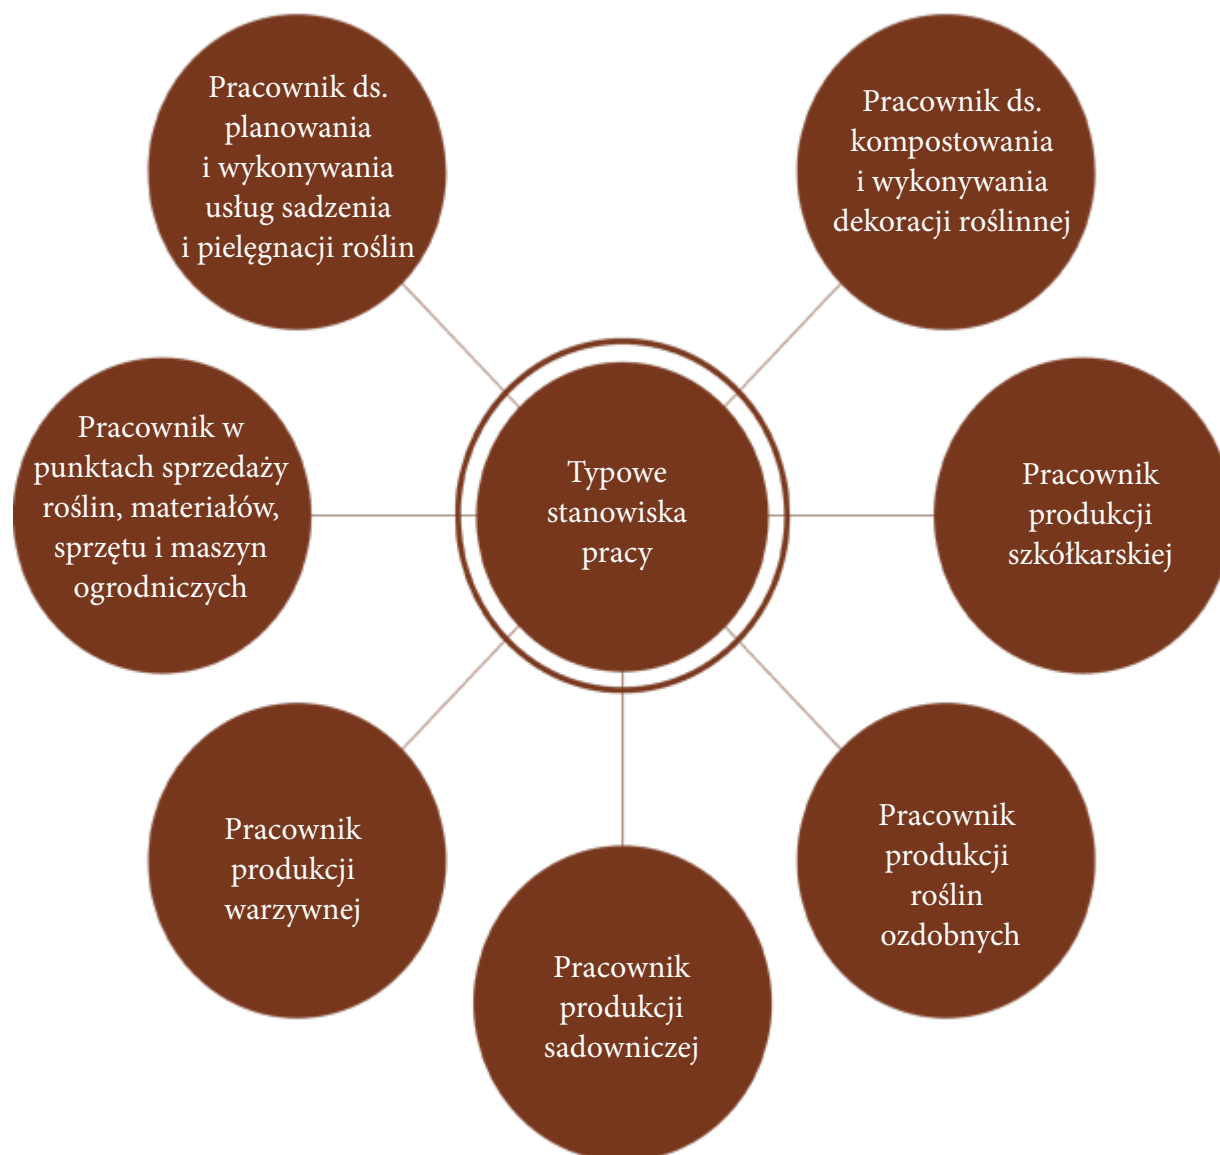 Pracownik ds.
planowania
i wykonywania
usług sadzenia
i pielęgnacji roślin
Pracownik ds.
kompostowania
i wykonywania
dekoracji roślinnej
Pracownik w
punktach sprzedaży
roślin, materiałów,
sprzętu i maszyn
ogrodniczych
Typowe
stanowiska
pracy
Pracownik
produkcji
szkółkarskiej
Pracownik
produkcji
warzywnej
Pracownik
produkcji
sadowniczej
Pracownik
produkcji
roślin
ozdobnych